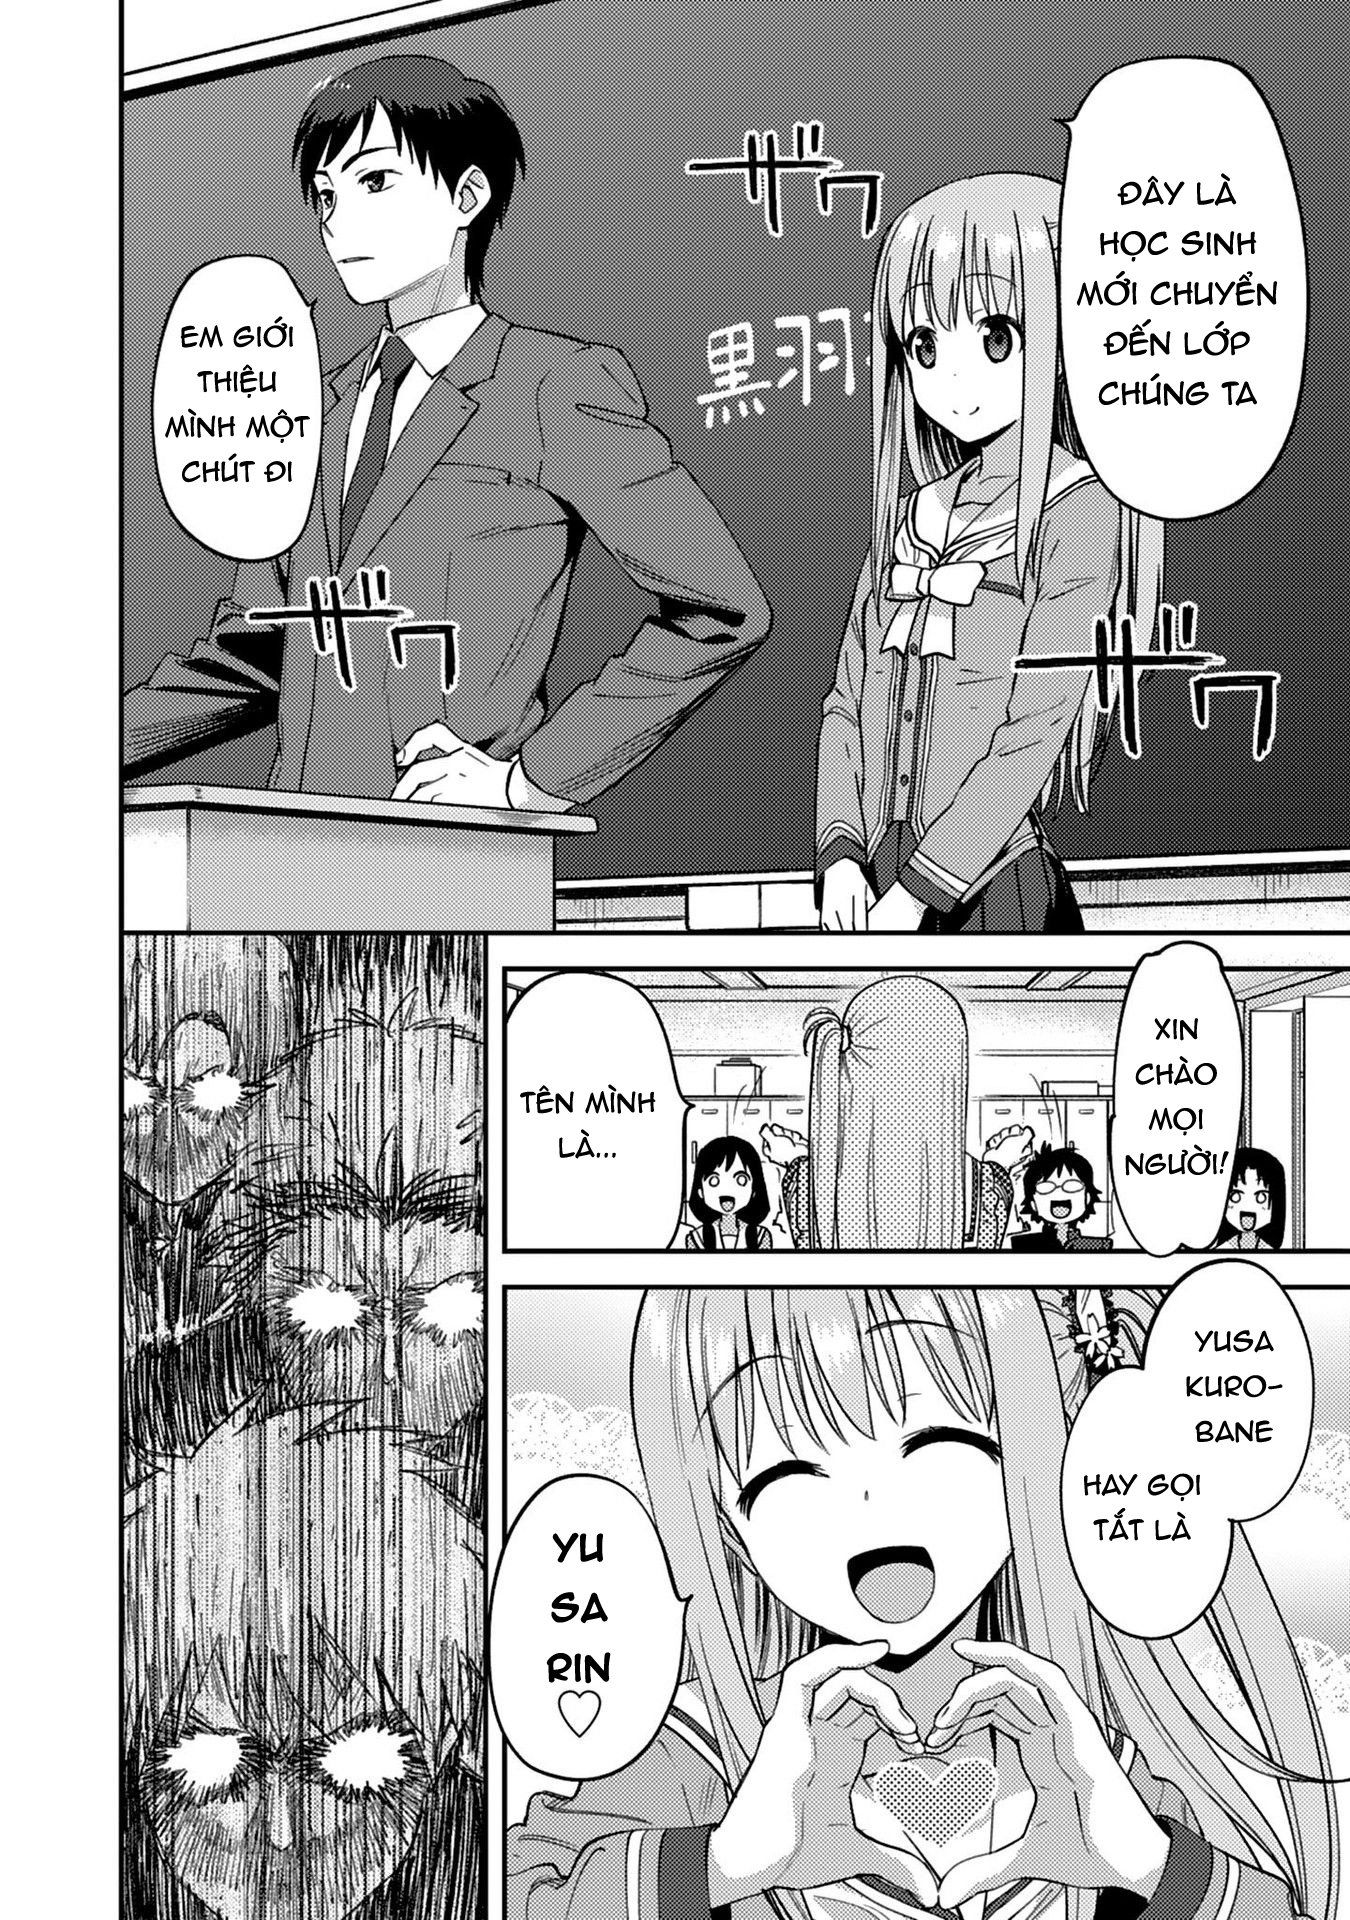 ĐÂY LÀ
HỌC SINH
MỚI CHUYỂN
ĐẾN LỚP
CHÚNG TA
ザワ
黒羽
EM GIỚI
THIỆU
MÌNH MỘT
CHÚT ĐI
ザワ
ザワ
XIN
CHÀO
MỌI
NGƯỜI!
TÊN MÌNH
LÀ...
YUSA
KURO-
BANE
HAY GỌI
TẮT LÀ
YU
SA
RIN
♡